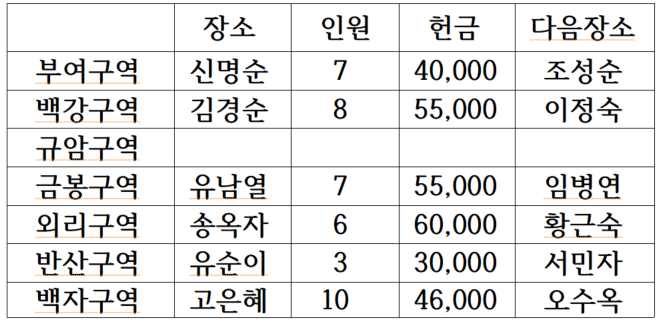 장소 인원 헌금 다음장소
부여구역 신명순 7 40,000 조성순
백강구역 김경순 8 55,000 이정숙
규암구역
금봉구역 유남열 7 55,000 임병연
외리구역 송옥자 6 60,000 황근숙
반산구역 유순이 3 30,000 서민자
백자구역 고은혜 10 46,000 오수옥